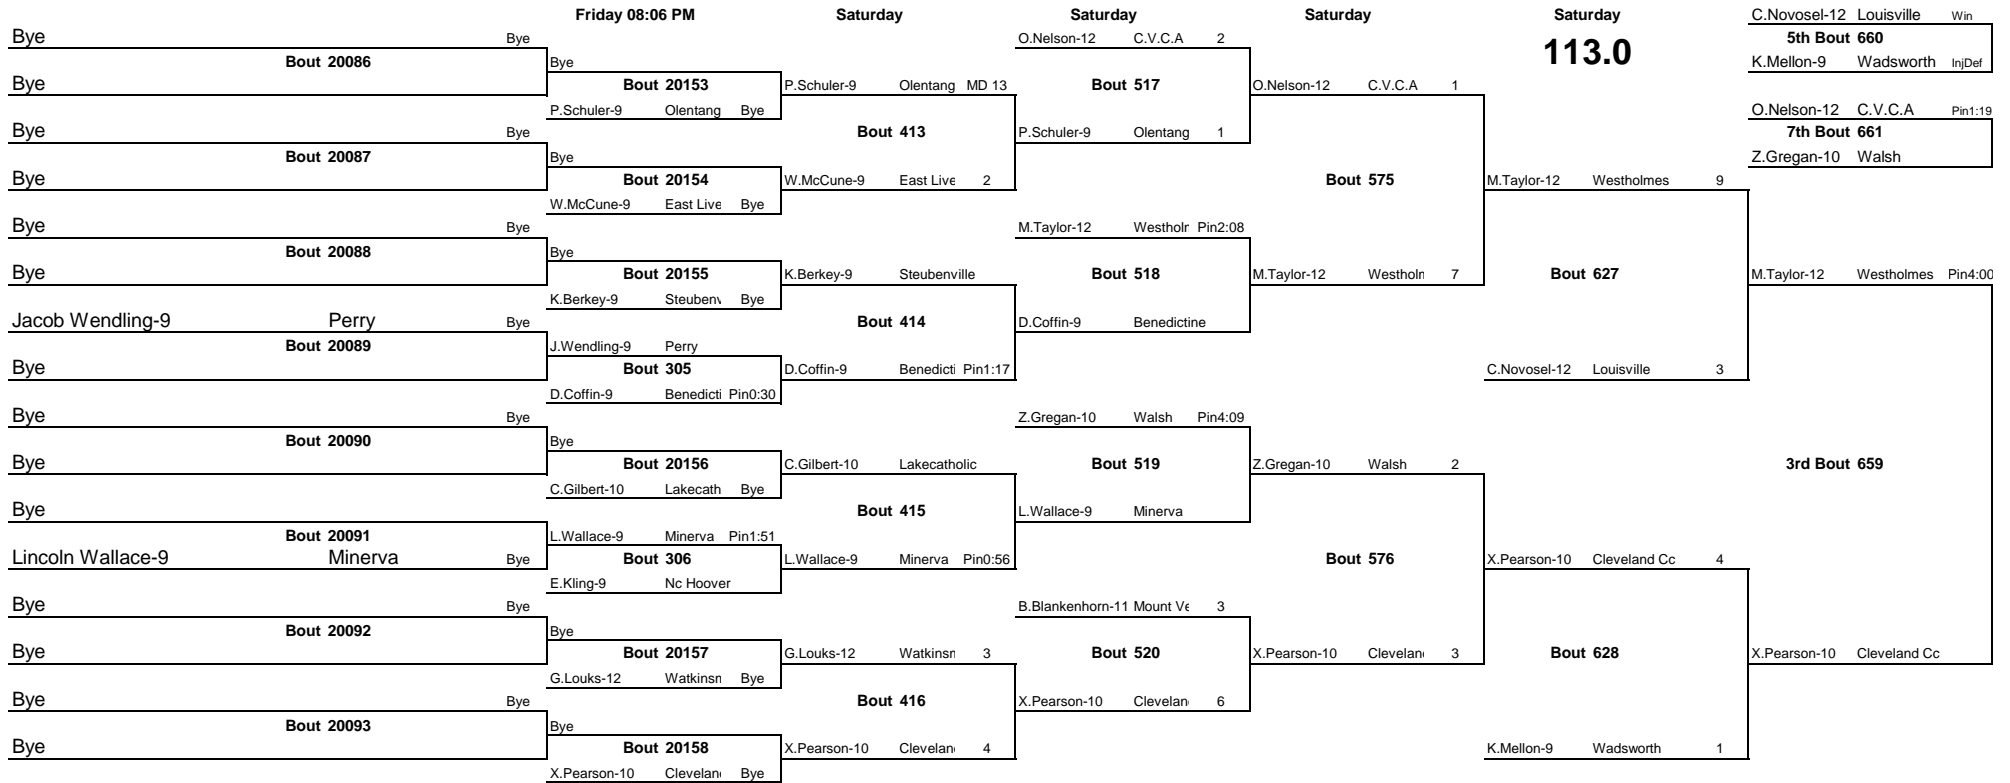 Friday 08:06 PM Saturday Saturday Saturday Saturday C.Novosel-12 Louisville Win
Bye Bye O.Nelson-12 C.V.C.A 2 113.0 5th Bout 660
Bout 20086 Bye K.Mellon-9 Wadsworth InjDef
Bye Bout 20153 P.Schuler-9 Olentang MD 13 Bout 517 O.Nelson-12 C.V.C.A 1
P.Schuler-9 Olentang Bye O.Nelson-12 C.V.C.A Pin1:19
Bye Bye Bout 413 P.Schuler-9 Olentang 1 7th Bout 661
Bout 20087 Bye Z.Gregan-10 Walsh
Bye Bout 20154 W.McCune-9 East Live 2 Bout 575 M.Taylor-12 Westholmes 9
W.McCune-9 East Live Bye
Bye Bye M.Taylor-12 Westholm Pin2:08
Bout 20088 Bye
Bye Bout 20155 K.Berkey-9 Steubenville Bout 518 M.Taylor-12 Westholm 7 Bout 627 M.Taylor-12 Westholmes Pin4:00
K.Berkey-9 Steubenv Bye
Jacob Wendling-9 Perry Bye Bout 414 D.Coffin-9 Benedictine
Bout 20089 J.Wendling-9 Perry
Bye Bout 305 D.Coffin-9 Benedicti Pin1:17 C.Novosel-12 Louisville 3
D.Coffin-9 Benedicti Pin0:30
Bye Bye Z.Gregan-10 Walsh Pin4:09
Bout 20090 Bye
Bye Bout 20156 C.Gilbert-10 Lakecatholic Bout 519 Z.Gregan-10 Walsh 2 3rd Bout 659
C.Gilbert-10 Lakecath Bye
Bye Bout 415 L.Wallace-9 Minerva
Bout 20091 L.Wallace-9 Minerva Pin1:51
Lincoln Wallace-9 Minerva Bye Bout 306 L.Wallace-9 Minerva Pin0:56 Bout 576 X.Pearson-10 Cleveland Cc 4
E.Kling-9 Nc Hoover
Bye Bye B.Blankenhorn-11 Mount Ve 3
Bout 20092 Bye
Bye Bout 20157 G.Louks-12 Watkinsn 3 Bout 520 X.Pearson-10 Clevelan 3 Bout 628 X.Pearson-10 Cleveland Cc
G.Louks-12 Watkinsn Bye
Bye Bye Bout 416 X.Pearson-10 Clevelan 6
Bout 20093 Bye
Bye Bout 20158 X.Pearson-10 Clevelan 4 K.Mellon-9 Wadsworth 1
X.Pearson-10 Clevelan Bye